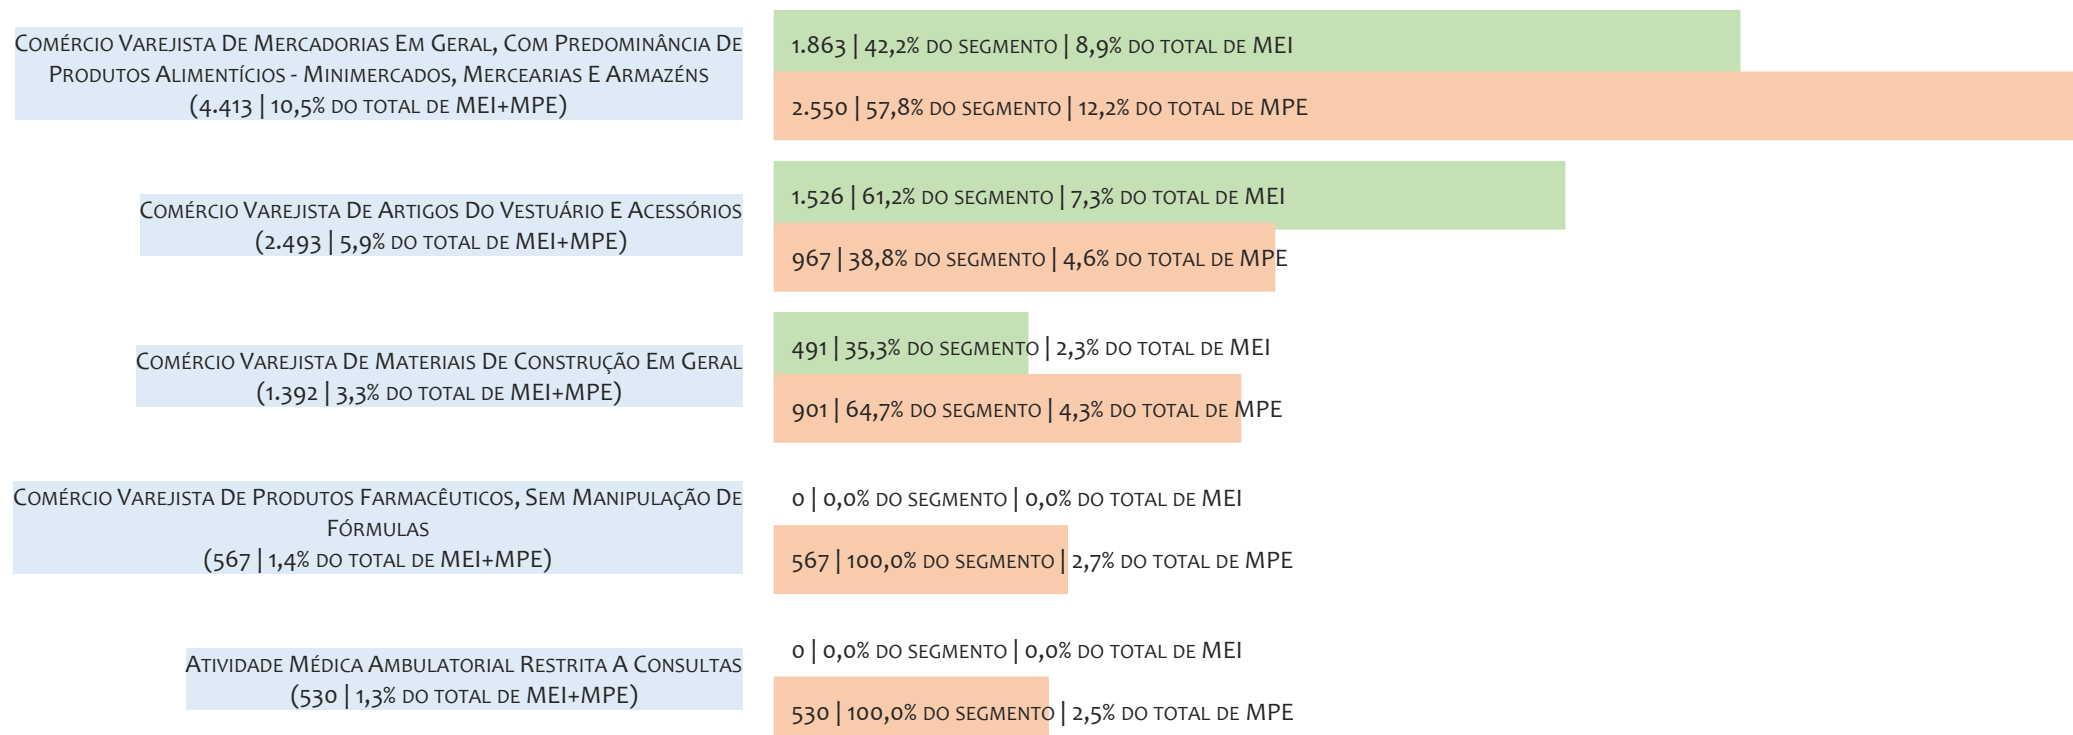 Comércio Varejista De Mercadorias Em Geral, Com Predominância De
Produtos Alimentícios - Minimercados, Mercearias E Armazéns
(4.413 | 10,5% do total de MEI+MPE)
1.863 | 42,2% do segmento | 8,9% do total de MEI
2.550 | 57,8% do segmento | 12,2% do total de MPE
Comércio Varejista De Artigos Do Vestuário E Acessórios
(2.493 | 5,9% do total de MEI+MPE)
1.526 | 61,2% do segmento | 7,3% do total de MEI
967 | 38,8% do segmento | 4,6% do total de MPE
Comércio Varejista De Materiais De Construção Em Geral
(1.392 | 3,3% do total de MEI+MPE)
491 | 35,3% do segmento | 2,3% do total de MEI
901 | 64,7% do segmento | 4,3% do total de MPE
Comércio Varejista De Produtos Farmacêuticos, Sem Manipulação De
Fórmulas
(567 | 1,4% do total de MEI+MPE)
0 | 0,0% do segmento | 0,0% do total de MEI
567 | 100,0% do segmento | 2,7% do total de MPE
Atividade Médica Ambulatorial Restrita A Consultas
(530 | 1,3% do total de MEI+MPE)
0 | 0,0% do segmento | 0,0% do total de MEI
530 | 100,0% do segmento | 2,5% do total de MPE